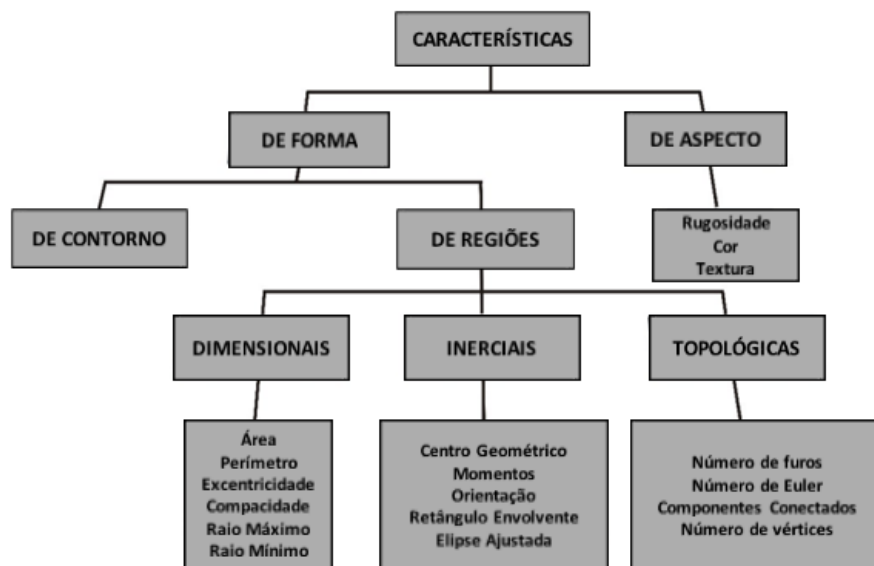 CARACTERÍSTICAS
DE FORMA
DE ASPECTO
DE CONTORNO
DE REGIÕES
Rugosidade
Cor
Textura
DIMENSIONAIS
INERCIAIS
TOPOLÓGICAS
Área
Perímetro
Excentricidade
Compacidade
Raio Máximo
Raio Mínimo
Centro Geométrico
Momentos
Orientação
Retângulo Envolvente
Elipse Ajustada
Número de furos
Número de Euler
Componentes Conectados
Número de vértices